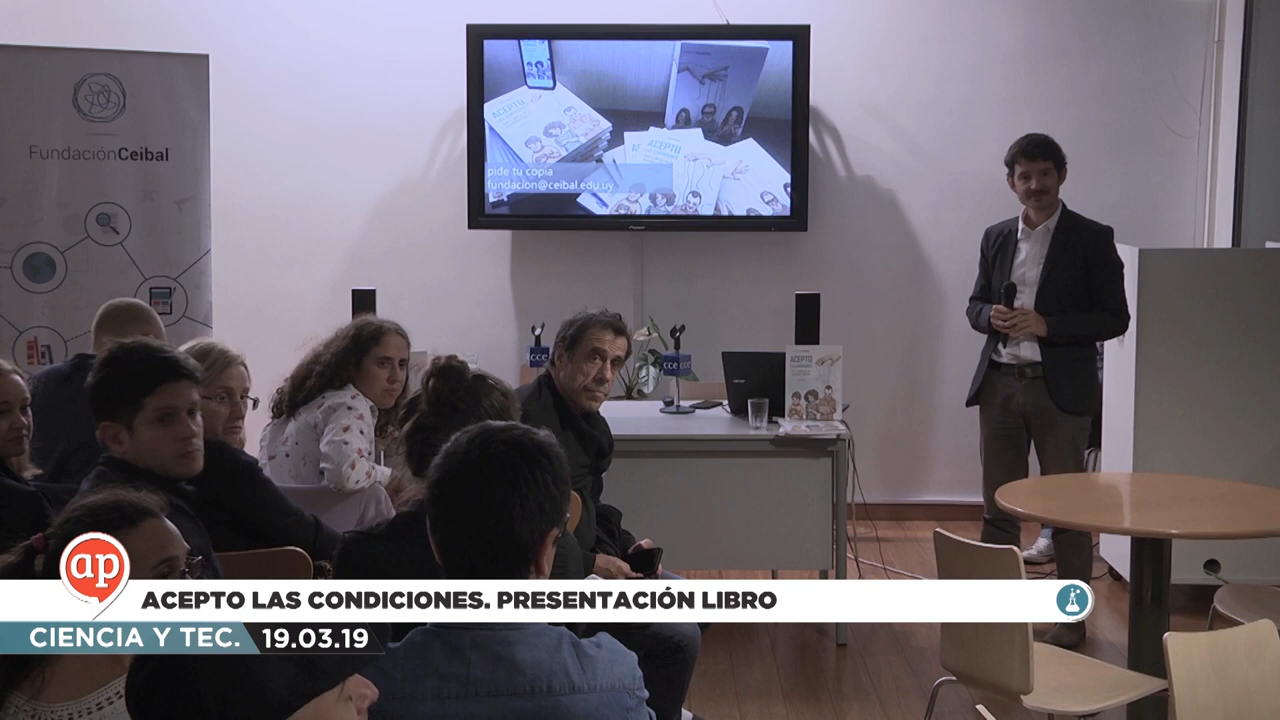 FundaciónCeibal
ACEPTO
ACEPTO
pide tu copia
fundacion@ceibal.edu.uy
cce
cce cce
ACEPTO
ap
ACEPTO LAS CONDICIONES. PRESENTACIÓN LIBRO
CIENCIA Y TEC.
19.03.19